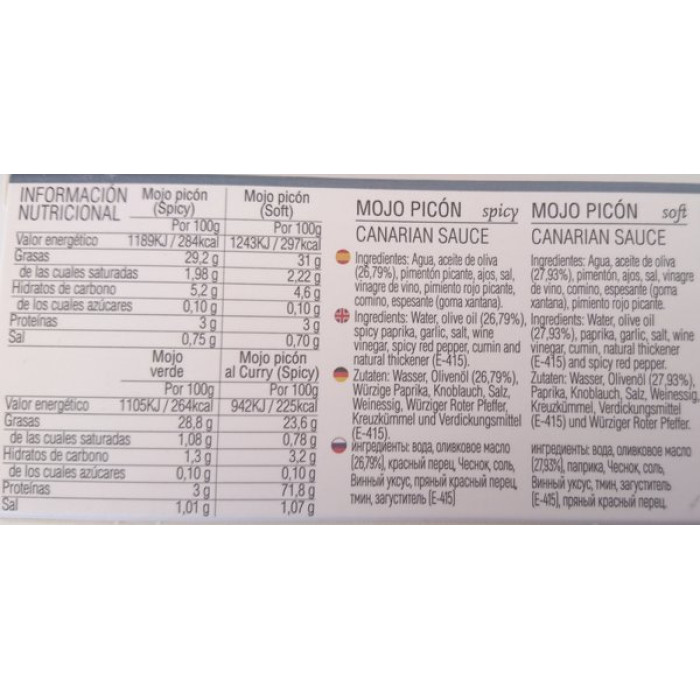 INFORMACIÓN NUTRICIONAL
Mojo picón (Spicy)
Mojo picón (Soft)
Por 100g Por 100g
Valor energético 1189KJ / 284kcal 1243KJ / 297kcal
Grasas 29,2 g 31 g
de las cuales saturadas 1,98 g 2,22 g
Hidratos de carbono 5,2 g 4,6 g
de los cuales azúcares 0,10 g 0,10 g
Proteínas 3 g 3 g
Sal 0,75 g 0,70 g
Mojo verde
Mojo picón al Curry (Spicy)
Por 100g Por 100g
Valor energético 1105KJ / 264kcal 942KJ / 225kcal
Grasas 28,8 g 23,6 g
de las cuales saturadas 1,08 g 0,78 g
Hidratos de carbono 1,3 g 3,2 g
de los cuales azúcares 0,10 g 0,10 g
Proteínas 3 g 71,8 g
Sal 1,01 g 1,07 g
MOJO PICÓN spicy
CANARIAN SAUCE
Ingredientes: Agua, aceite de oliva
(26,79%), pimentón picante, ajos, sal,
vinagre de vino, pimiento rojo picante,
comino, espesante (goma xantana).
Ingredients: Water, olive oil (26,79%),
spicy paprika, garlic, salt, wine
vinegar, spicy red pepper, cumin and
natural thickener (E-415).
Zutaten: Wasser, Olivenöl (26,79%),
Würzige Paprika, Knoblauch, Salz,
Weinessig, Würziger Roter Pfeffer,
Kreuzkümmel und Verdickungsmittel
(E-415).
ингредиенты: вода, оливковое масло
(26,79%), красный перец, Чеснок, соль,
Винный уксус, пряный красный перец,
тмин, загуститель (E-415)
MOJO PICÓN soft
CANARIAN SAUCE
Ingredientes: Agua, aceite de oliva
(27,93%), pimentón, ajos, sal, vinagre
de vino, comino, espesante (goma
xantana), pimiento rojo picante.
Ingredients: Water, olive oil
(27,93%), paprika, garlic, salt, wine
vinegar, cumin, natural thickener
(E-415) and spicy red pepper.
Zutaten: Wasser, Olivenöl (27,93%),
Paprika, Knoblauch, Salz, Weinessig,
Kreuzkümmel, Verdickungsmittel
(E-415) und Würziger Roter Pfeffer.
ингредиенты: вода, оливковое масло
(27,93%), паприка, Чеснок, соль,
Винный уксус, тмин, загуститель
(E-415), пряный красный перец